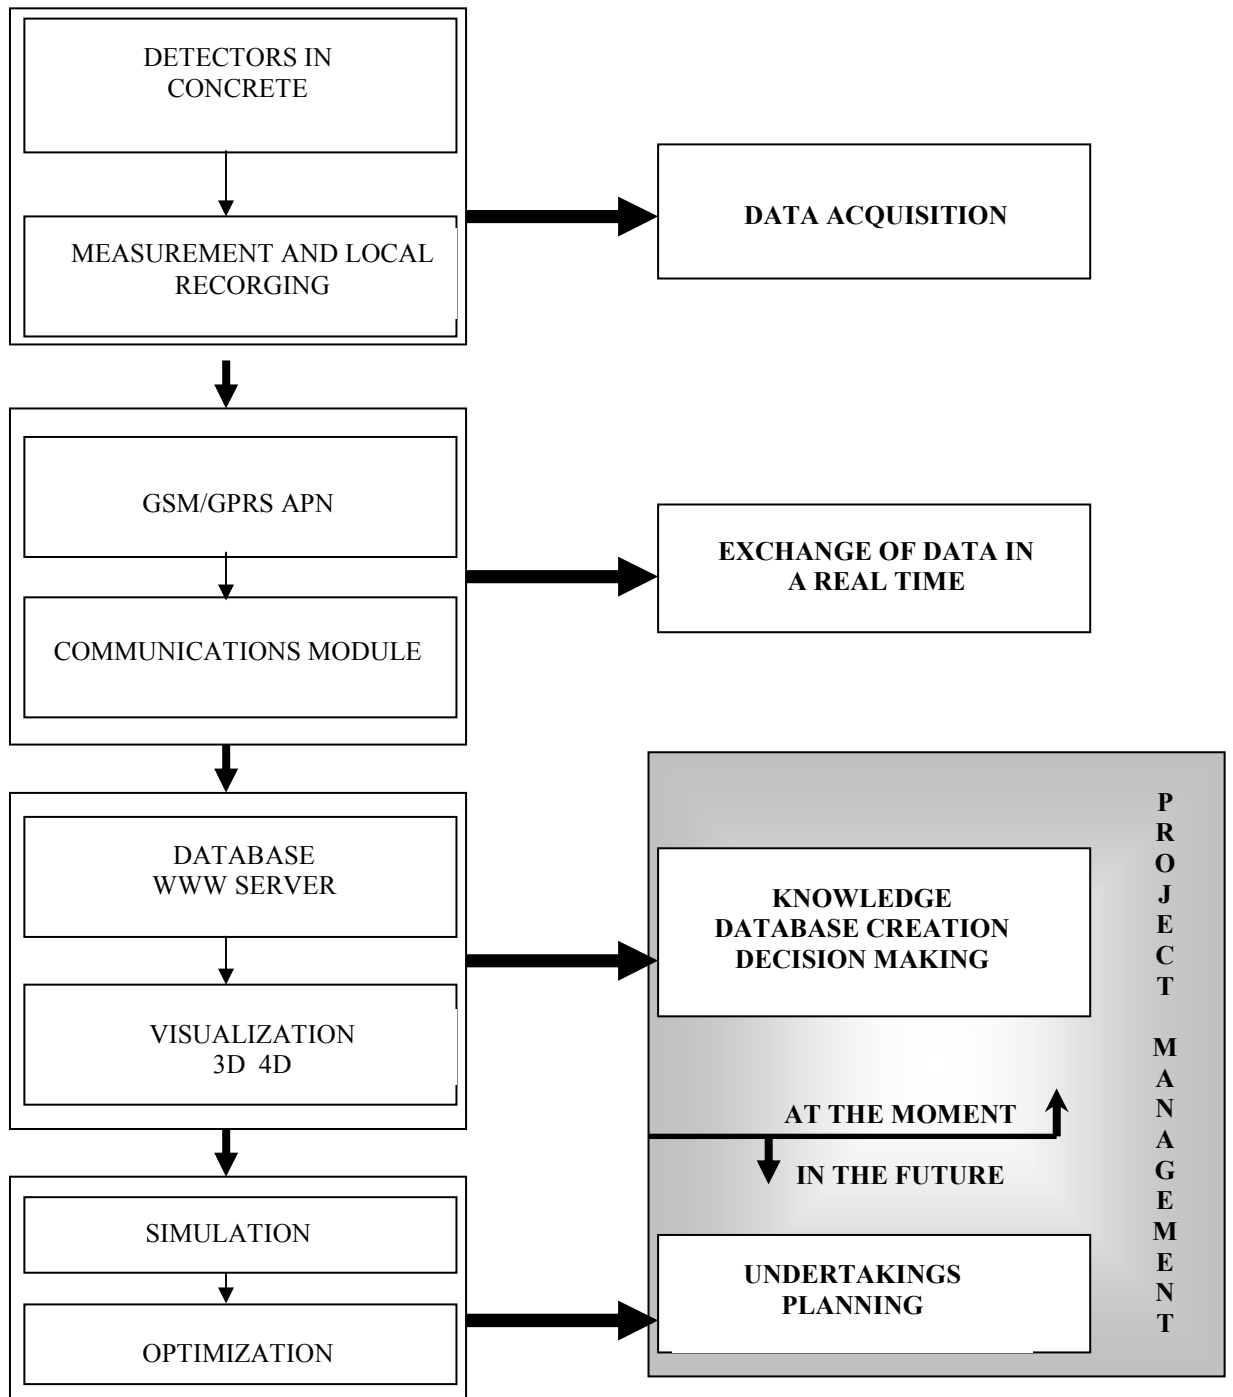 DETECTORS IN
CONCRETE
MEASUREMENT AND LOCAL
RECORGING
DATA ACQUISITION
GSM/GPRS APN
COMMUNICATIONS MODULE
EXCHANGE OF DATA IN
A REAL TIME
DATABASE
WWW SERVER
VISUALIZATION
3D 4D
KNOWLEDGE
DATABASE CREATION
DECISION MAKING
AT THE MOMENT
IN THE FUTURE
SIMULATION
OPTIMIZATION
UNDERTAKINGS
PLANNING
PROJECT MANAGEMENT